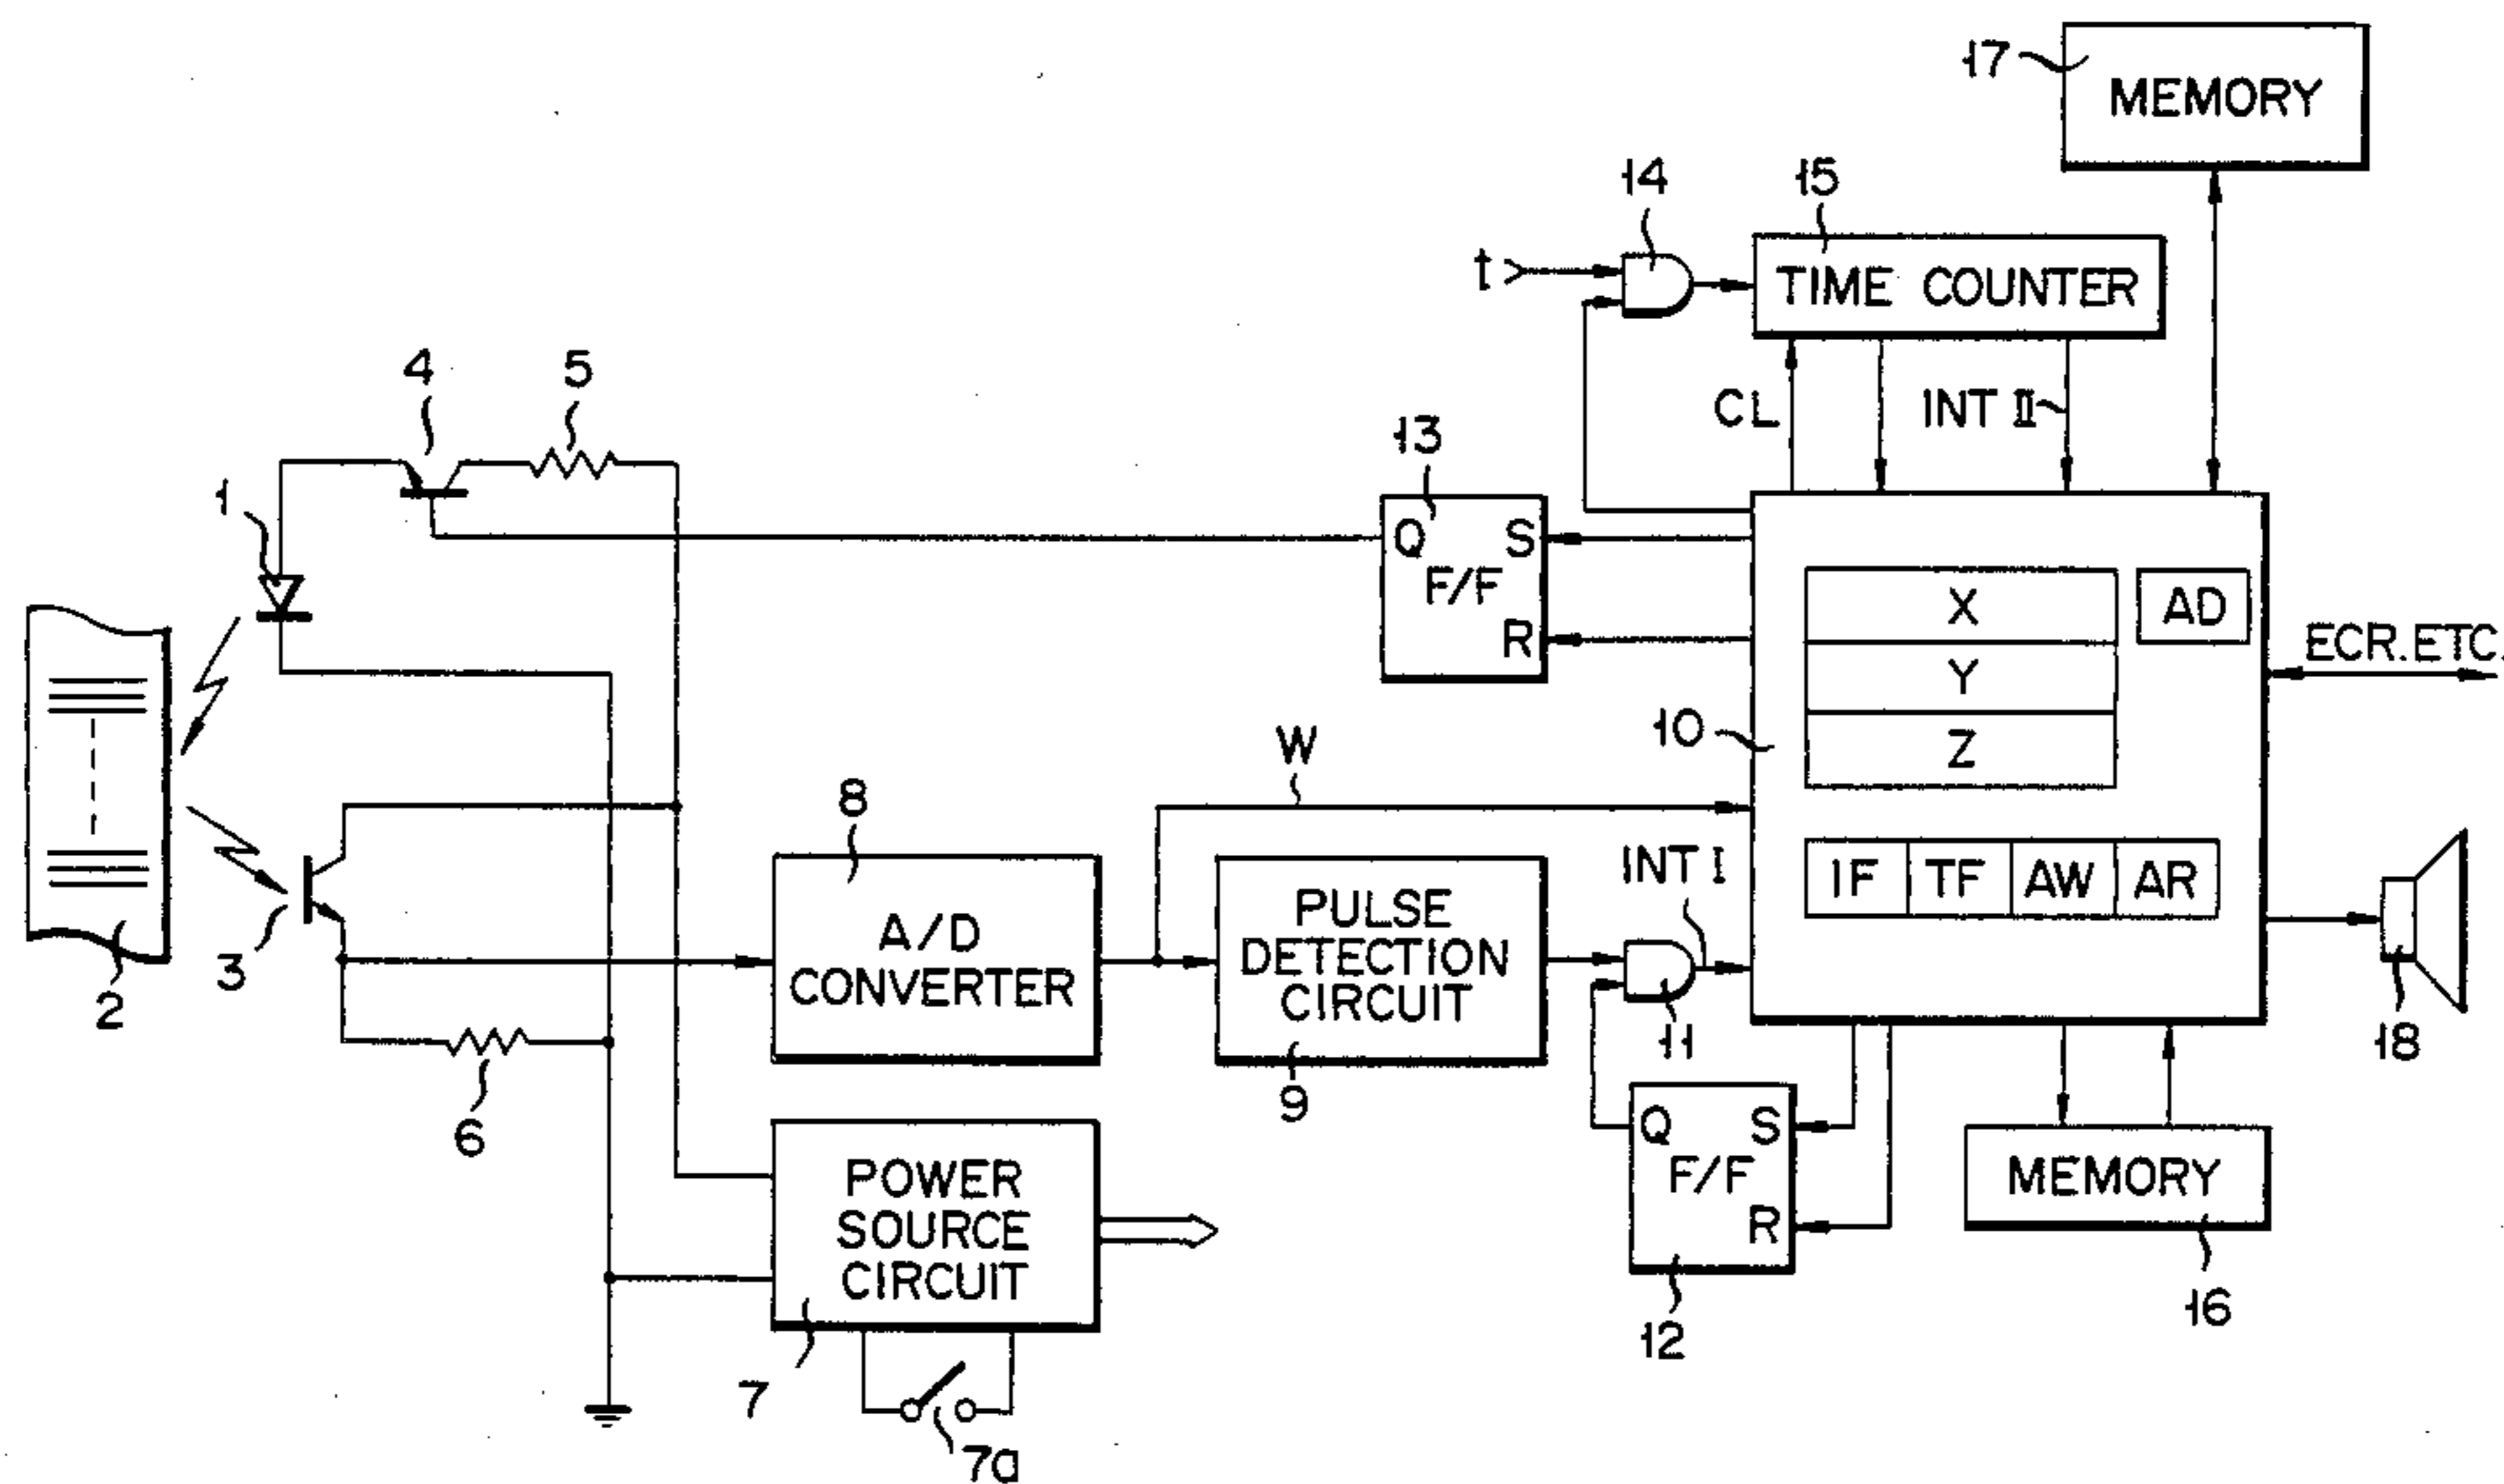 17
MEMORY
14
15
t
TIME COUNTER
4
5
CL
INT II
13
1
Q
S
F/F
R
X
AD
Y
Z
ECR.ETC.
10
W
8
INT I
IF
TF
AW
AR
3
2
A/D
CONVERTER
PULSE
DETECTION
CIRCUIT
11
18
9
6
Q
S
F/F
R
POWER
SOURCE
CIRCUIT
MEMORY
12
16
7
7a